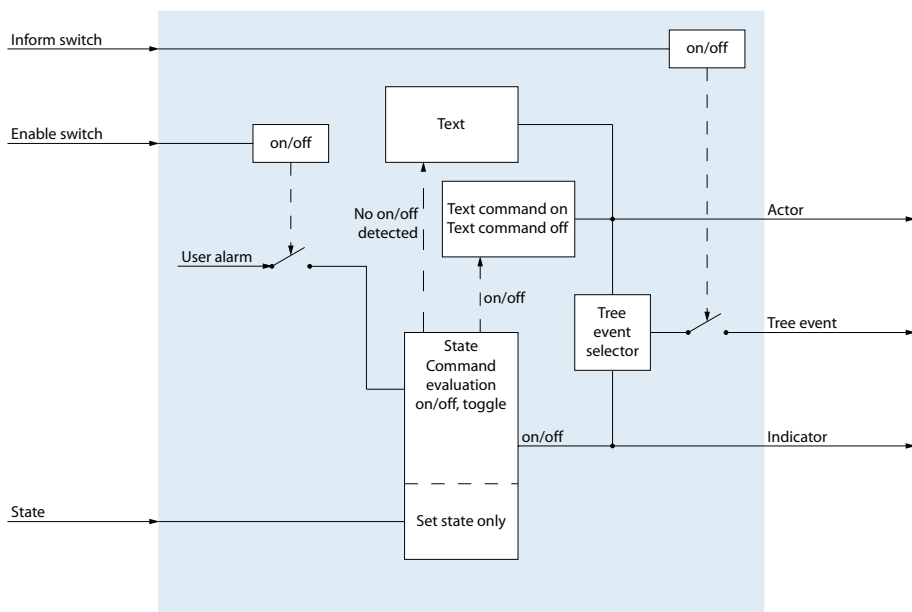 Inform switch
on/off
Enable switch
on/off
Text
No on/off
detected
Text command on
Text command off
Actor
User alarm
on/off
Tree
event
selector
Tree event
State
Command
evaluation
on/off, toggle
on/off
Indicator
State
Set state only